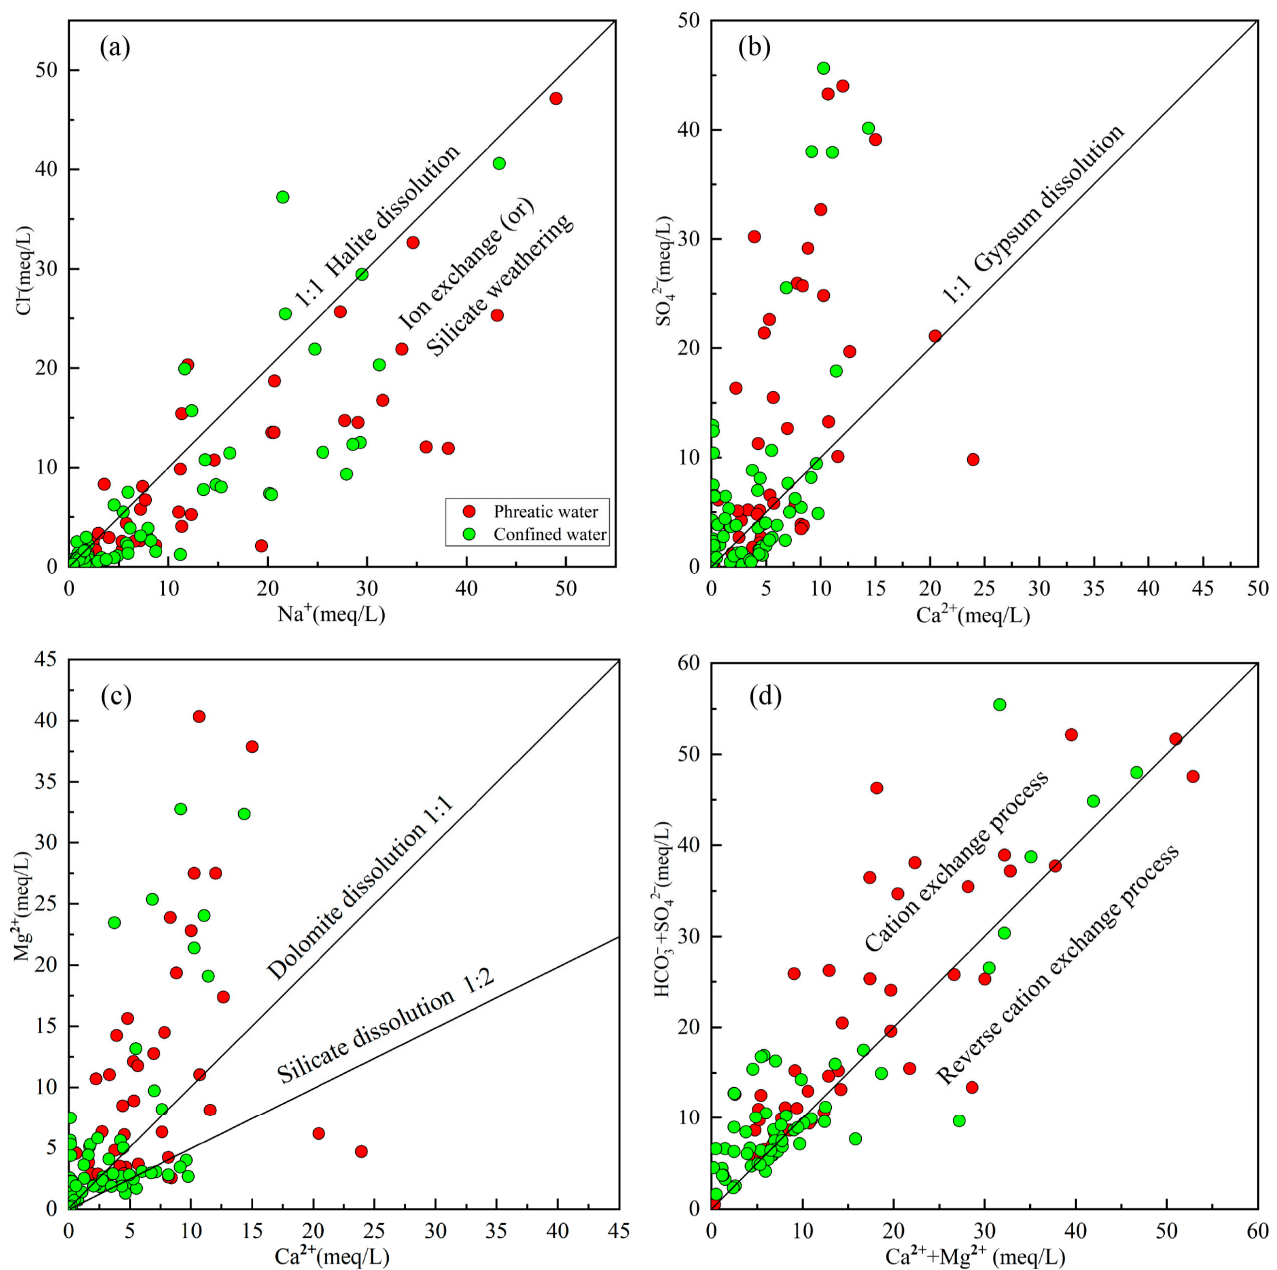 (a)
50
40
30
20
10
0
Cl⁻(meq/L)
1:1 Halite dissolution
Ion exchange (or)
Silicate weathering
Phreatic water
Confined water
0
10
20
30
40
50
Na⁺(meq/L)
(b)
50
40
30
20
10
0
SO₄²⁻(meq/L)
1:1 Gypsum dissolution
0
5
10
15
20
25
30
35
40
45
50
Ca²⁺(meq/L)
(c)
45
40
35
30
25
20
15
10
5
0
Mg²⁺(meq/L)
Dolomite dissolution 1:1
Silicate dissolution 1:2
0
5
10
15
20
25
30
35
40
45
Ca²⁺(meq/L)
(d)
60
50
40
30
20
10
0
HCO₃⁻+SO₄²⁻(meq/L)
Cation exchange process
Reverse cation exchange process
0
10
20
30
40
50
60
Ca²⁺+Mg²⁺ (meq/L)